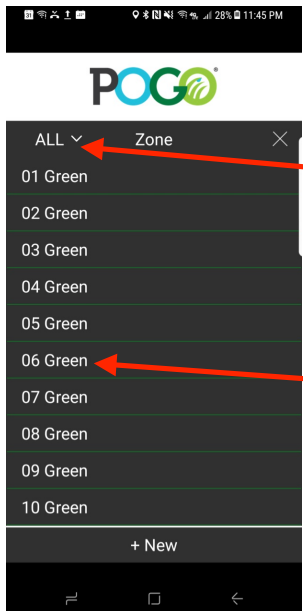 28% 11:45 PM
POGO
ALL Zone
01 Green
02 Green
03 Green
04 Green
05 Green
06 Green
07 Green
08 Green
09 Green
10 Green
+ New